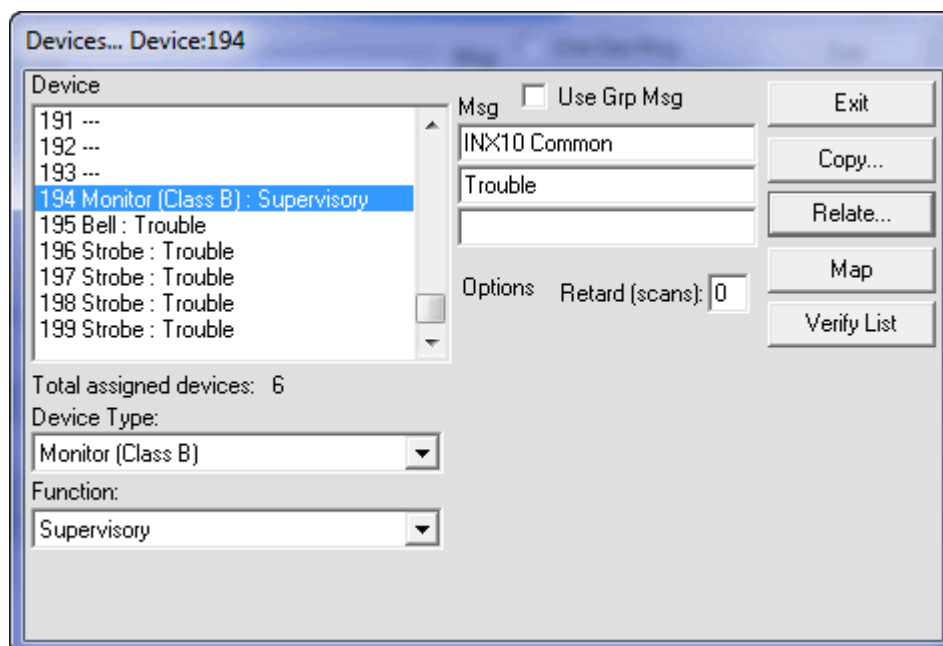 Devices... Device:194
Device
191 ---
192 ---
193 ---
194 Monitor (Class B) : Supervisory
195 Bell : Trouble
196 Strobe : Trouble
197 Strobe : Trouble
198 Strobe : Trouble
199 Strobe : Trouble
Total assigned devices: 6
Device Type:
Monitor (Class B)
Function:
Supervisory
Msg
Use Grp Msg
INX10 Common
Trouble
Options
Retard (scans): 0
Exit
Copy...
Relate...
Map
Verify List